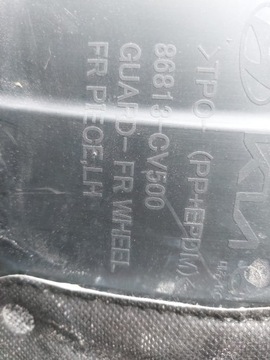 >TPO-(PP+EPDM)<
86813-CV500
GUARD-FR WHEEL
FR PIECE,LH